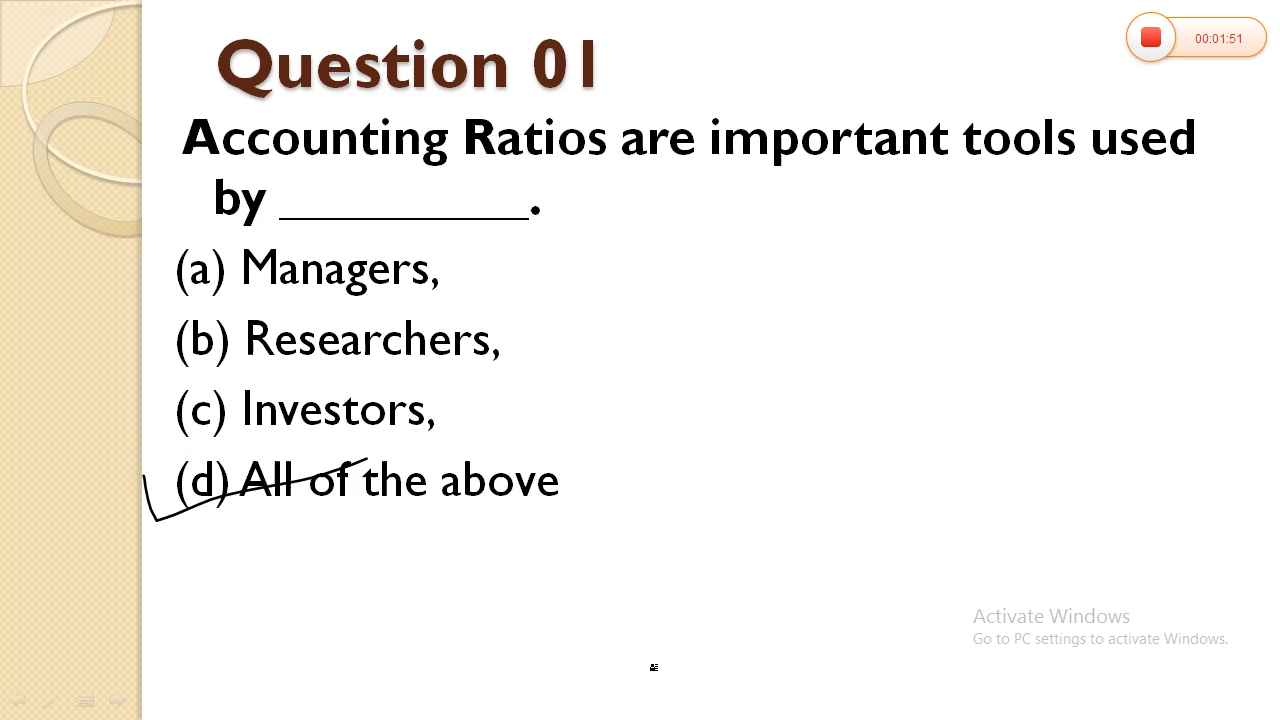 Question 01
00:01:51
Accounting Ratios are important tools used
by __________.
(a) Managers,
(b) Researchers,
(c) Investors,
(d) All of the above
Activate Windows
Go to PC settings to activate Windows.